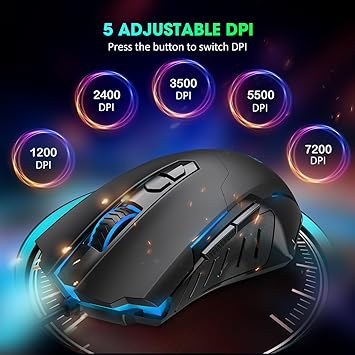 5 ADJUSTABLE DPI
Press the button to switch DPI
1200
DPI
2400
DPI
3500
DPI
5500
DPI
7200
DPI